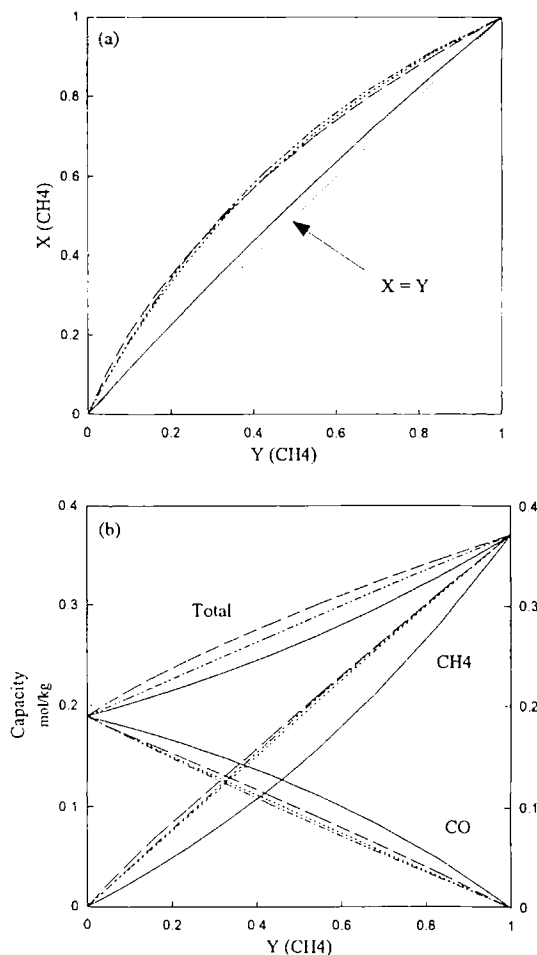 (a)
1
0.8
0.6
0.4
0.2
0
X (CH4)
X = Y
0 0.2 0.4 0.6 0.8 1
Y (CH4)
(b)
0.4 0.4
0.3 0.3
0.2 0.2
0.1 0.1
0 0
Capacity
mol/kg
Total
CH4
CO
0 0.2 0.4 0.6 0.8 1
Y (CH4)